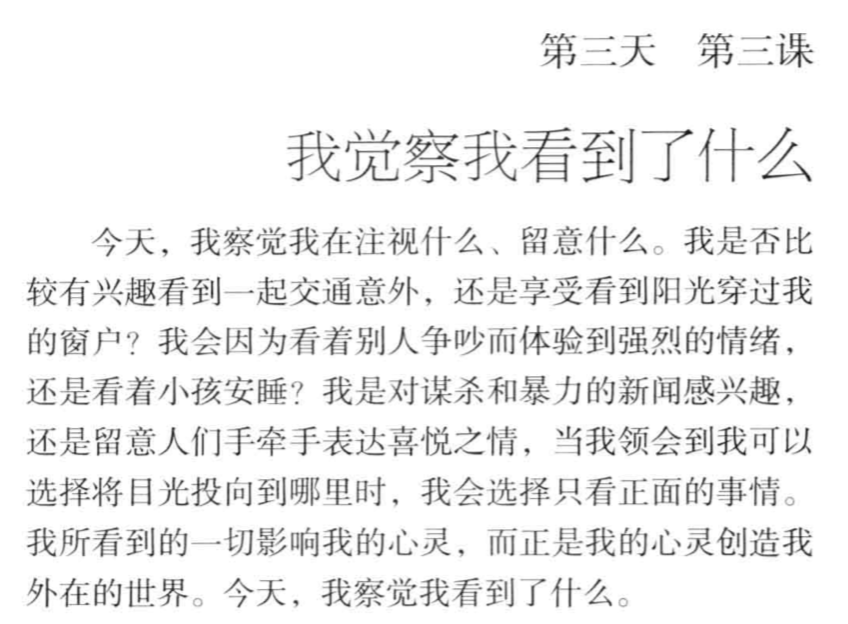 第三天 第三课
我觉察我看到了什么
今天，我察觉我在注视什么、留意什么。我是否比
较有兴趣看到一起交通意外，还是享受看到阳光穿过我
的窗户？我会因为看着别人争吵而体验到强烈的情绪，
还是看着小孩安睡？我是对谋杀和暴力的新闻感兴趣，
还是留意人们手牵手表达喜悦之情，当我领会到我可以
选择将目光投向到哪里时，我会选择只看正面的事情。
我所看到的一切影响我的心灵，而正是我的心灵创造我
外在的世界。今天，我察觉我看到了什么。